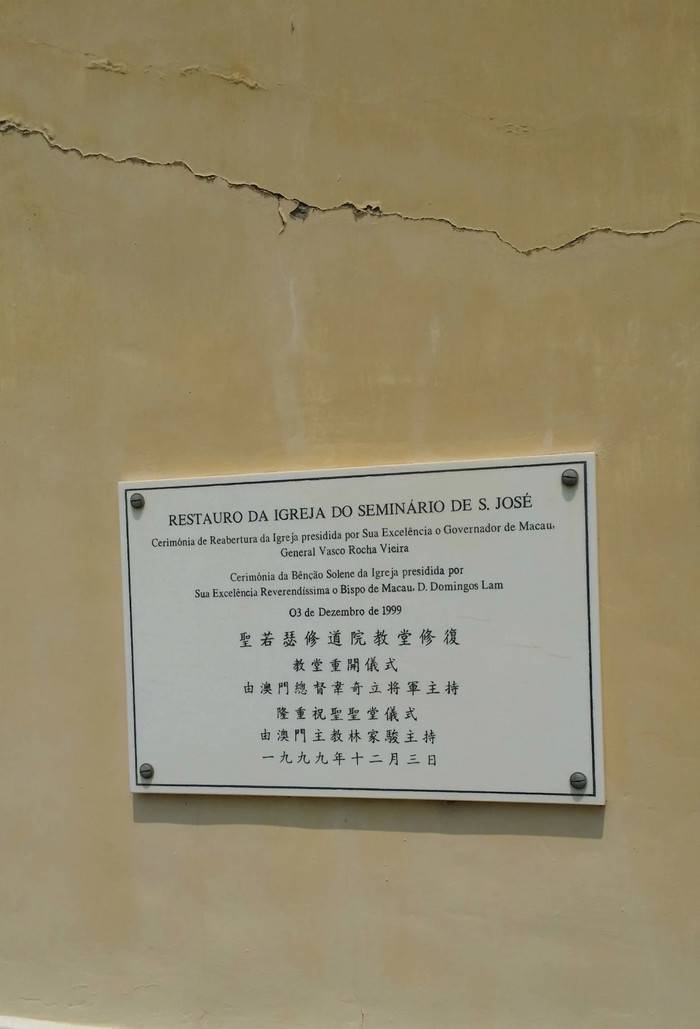 RESTAURO DA IGREJA DO SEMINÁRIO DE S. JOSÉ
Cerimónia de Reabertura da Igreja presidida por Sua Excelência o Governador de Macau,
General Vasco Rocha Vieira
Cerimónia da Bênção Solene da Igreja presidida por
Sua Excelência Reverendíssima o Bispo de Macau, D. Domingos Lam
O3 de Dezembro de 1999
聖若瑟修道院教堂修復
教堂重開儀式
由澳門總督韋奇立将軍主持
隆重祝聖聖堂儀式
由澳門主教林家駿主持
一九九九年十二月三日